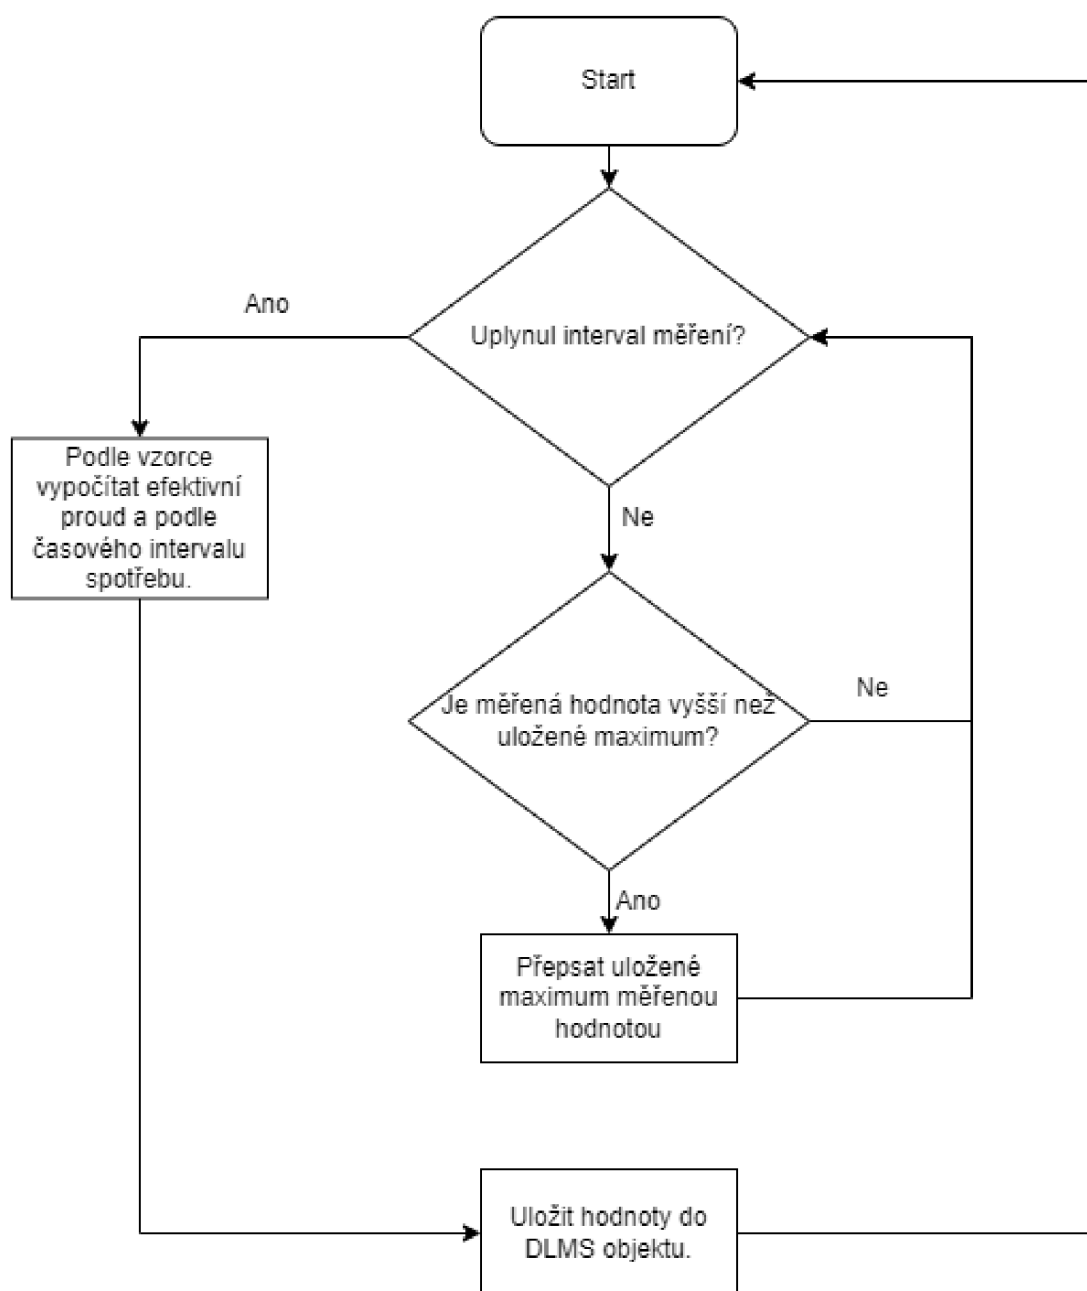 Start
Uplynul interval měření?
Ano
Podle vzorce
vypočítat efektivní
proud a podle
časového intervalu
spotřebu.
Ne
Je měřená hodnota vyšší než
uložené maximum?
Ne
Ano
Přepsat uložené
maximum měřenou
hodnotou
Uložit hodnoty do
DLMS objektu.